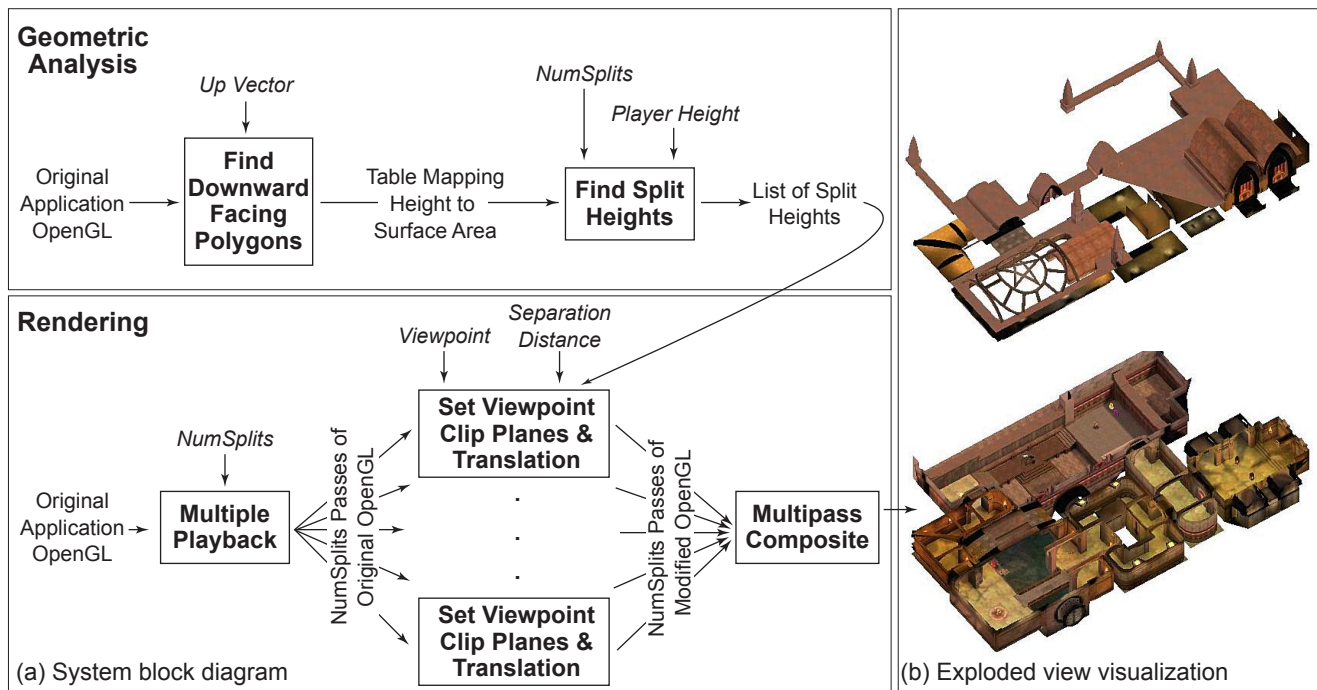 Geometric
Analysis
Up Vector
NumSplits
Player Height
Original
Application
OpenGL
Find
Downward
Facing
Polygons
Table Mapping
Height to
Surface Area
Find Split
Heights
List of Split
Heights
Rendering
Viewpoint
Separation
Distance
NumSplits
Original
Application
OpenGL
Multiple
Playback
NumSplits Passes of
Original OpenGL
Set Viewpoint
Clip Planes &
Translation
.
.
.
Set Viewpoint
Clip Planes &
Translation
NumSplits Passes of
Modified OpenGL
Multipass
Composite
(a) System block diagram
(b) Exploded view visualization